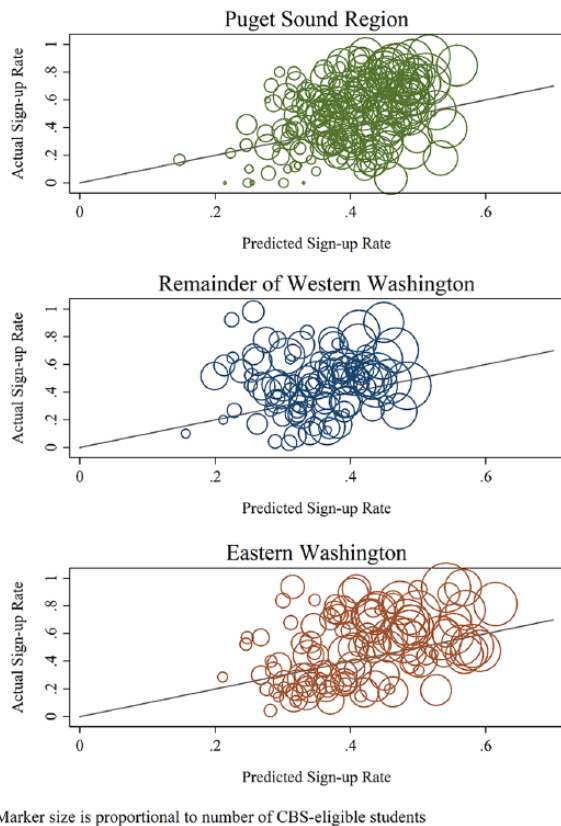 Puget Sound Region
Actual Sign-up Rate
1
.8
.6
.4
.2
0
0 .2 .4 .6
Predicted Sign-up Rate
Remainder of Western Washington
Actual Sign-up Rate
1
.8
.6
.4
.2
0
0 .2 .4 .6
Predicted Sign-up Rate
Eastern Washington
Actual Sign-up Rate
1
.8
.6
.4
.2
0
0 .2 .4 .6
Predicted Sign-up Rate
Marker size is proportional to number of CBS-eligible students